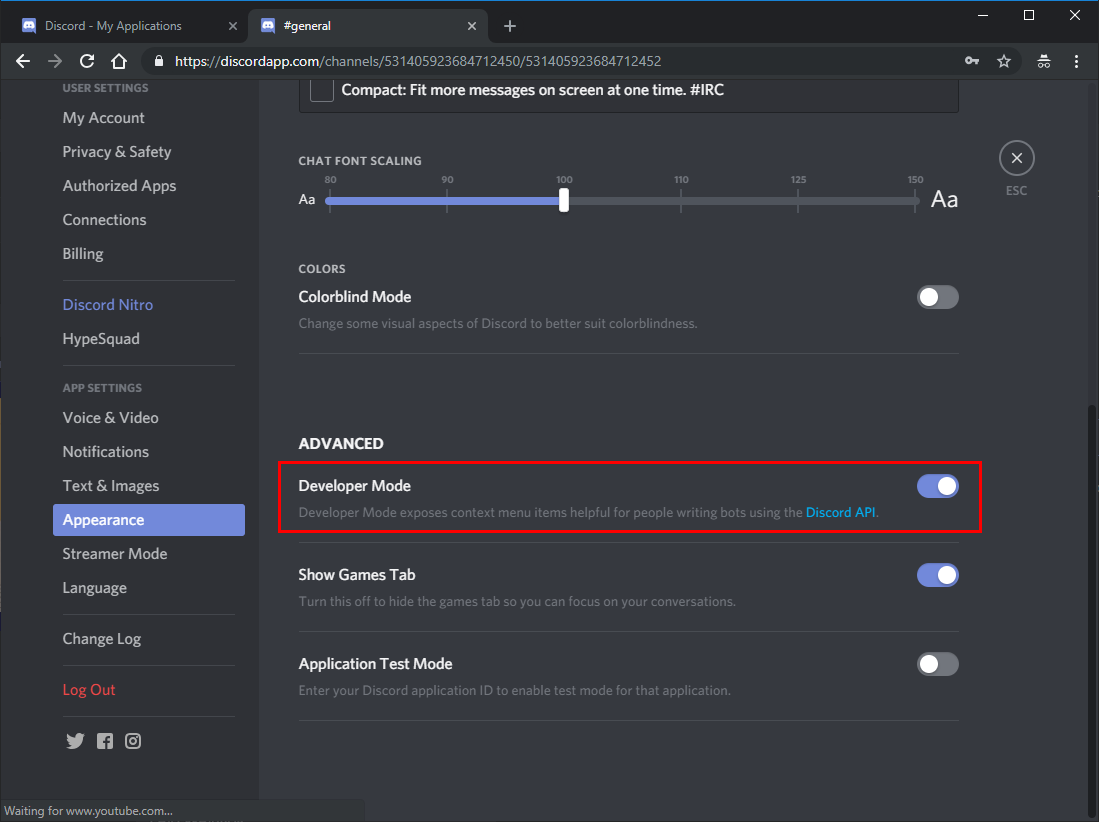 Discord - My Applications
#general
https://discordapp.com/channels/531405923684712450/531405923684712452
USER SETTINGS
My Account
Privacy & Safety
Authorized Apps
Connections
Billing
Discord Nitro
HypeSquad
APP SETTINGS
Voice & Video
Notifications
Text & Images
Appearance
Streamer Mode
Language
Change Log
Log Out
Compact: Fit more messages on screen at one time. #IRC
CHAT FONT SCALING
80 90 100 110 125 150
Aa Aa
ESC
COLORS
Colorblind Mode
Change some visual aspects of Discord to better suit colorblindness.
ADVANCED
Developer Mode
Developer Mode exposes context menu items helpful for people writing bots using the Discord API.
Show Games Tab
Turn this off to hide the games tab so you can focus on your conversations.
Application Test Mode
Enter your Discord application ID to enable test mode for that application.
Waiting for www.youtube.com...